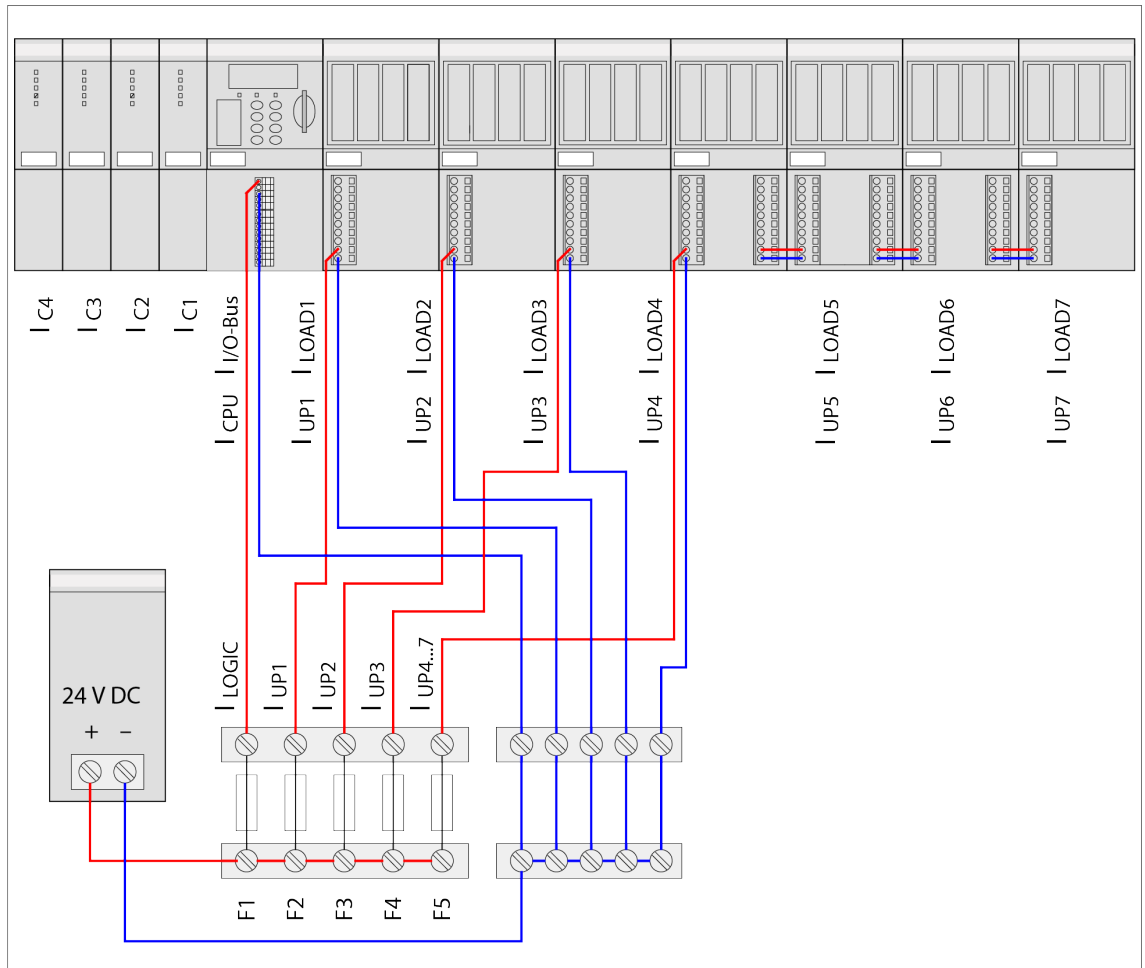 I C4
I C3
I C2
I C1
I I/O-Bus
I CPU
I LOAD1
I UP1
I LOAD2
I UP2
I LOAD3
I UP3
I LOAD4
I UP4
I LOAD5
I UP5
I LOAD6
I UP6
I LOAD7
I UP7
24 V DC
+ −
I LOGIC
I UP1
I UP2
I UP3
I UP4...7
F1
F2
F3
F4
F5